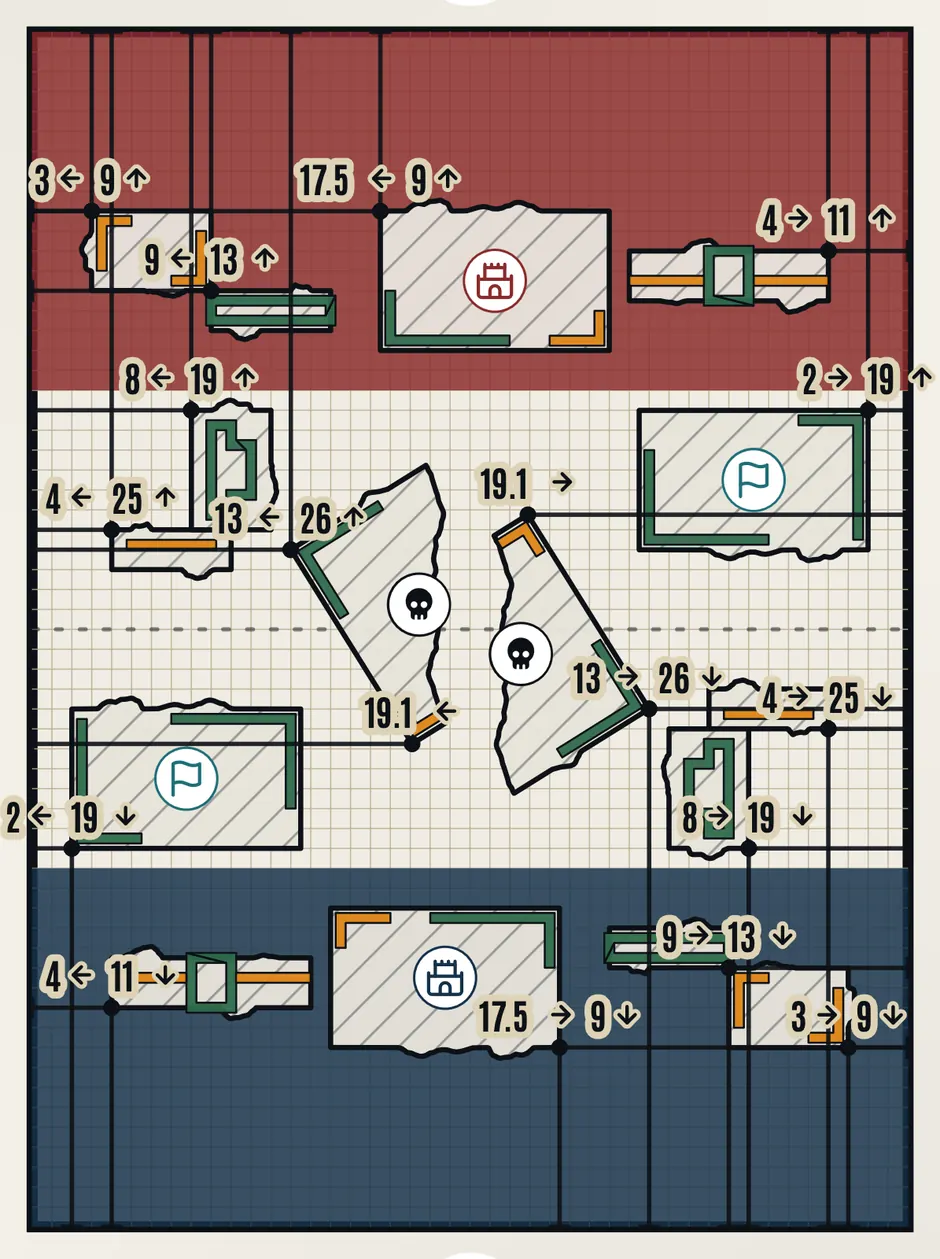 3← 9↑ 17.5 ← 9↑
4→ 11 ↑
9← 13 ↑
8← 19 ↑ 2→ 19 ↑
4← 25 ↑ 19.1 →
13 ← 26 ↑
13 → 26 ↓
4→ 25 ↓
19.1 ←
2← 19 ↓ 8→ 19 ↓
9→ 13 ↓
4← 11 ↓
17.5 → 9↓ 3→ 9↓